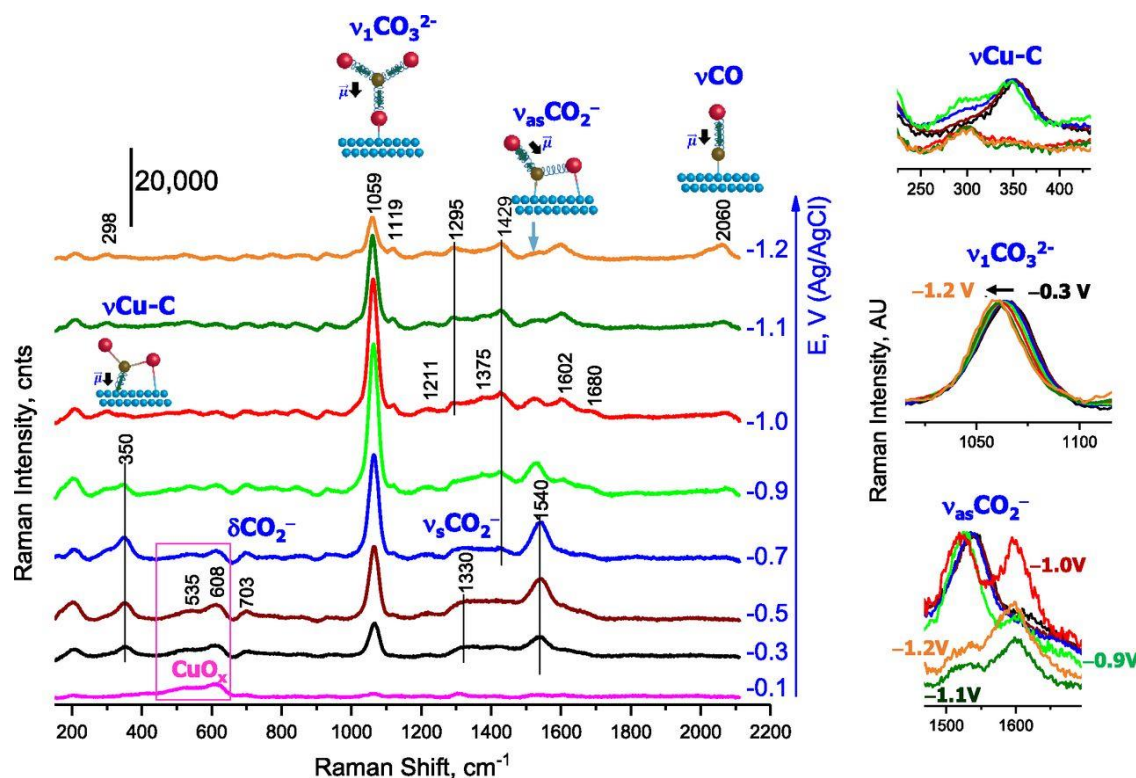 ν₁CO₃²⁻
μ⃗
ν_asCO₂⁻
μ⃗
νCO
μ⃗
20,000
298
1059
1119
1295
1429
2060
-1.2
νCu-C
μ⃗
-1.1
1211
1375
1602
1680
-1.0
350
-0.9
δCO₂⁻
ν_sCO₂⁻
1540
-0.7
535
608
703
1330
-0.5
-0.3
CuOₓ
-0.1
Raman Intensity, cnts
E, V (Ag/AgCl)
200 400 600 800 1000 1200 1400 1600 1800 2000 2200
Raman Shift, cm⁻¹
νCu-C
250 300 350 400
ν₁CO₃²⁻
−1.2 V
−0.3 V
1050 1100
Raman Intensity, AU
ν_asCO₂⁻
−1.0V
−1.2V
−0.9V
−1.1V
1500 1600